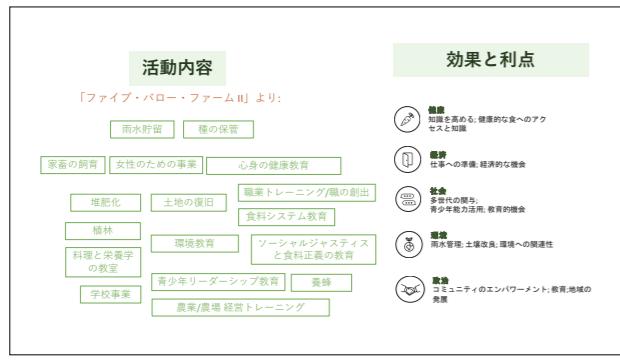 活動内容
「ファイブ・バロー・ファーム II」より:
雨水貯留
種の保管
家畜の飼育
女性のための事業
心身の健康教育
職業トレーニング/職の創出
堆肥化
土地の復旧
食料システム教育
植林
環境教育
ソーシャルジャスティス
と食料正義の教育
料理と栄養学
の教室
青少年リーダーシップ教育
養蜂
学校事業
農業/農場 経営トレーニング
効果と利点
健康
知識を高める; 健康的な食へのアク
セスと知識
経済
仕事への準備; 経済的な機会
社会
多世代の関与;
青少年能力活用; 教育的機会
環境
雨水管理; 土壌改良; 環境への関連性
政治
コミュニティのエンパワーメント; 教育;地域の
発展